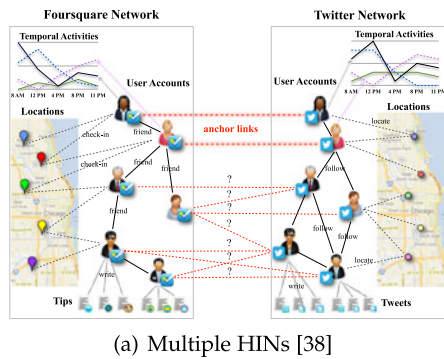 Foursquare Network
Twitter Network
Temporal Activities
Temporal Activities
8 AM 12 PM 4 PM 8 PM 11 PM
8 AM 12 PM 4 PM 8 PM 11 PM
User Accounts
User Accounts
Locations
Locations
check-in
friend
anchor links
locate
check-in
friend
friend
follow
?
?
friend
?
follow
follow
?
?
?
locate
write
?
write
Tips
Tweets
(a) Multiple HINs [38]